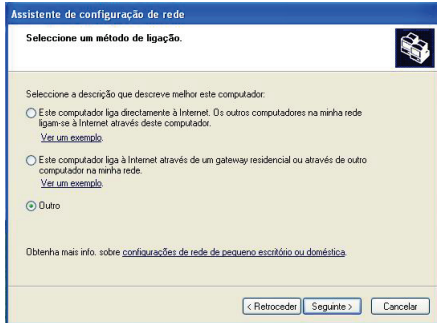 Assistente de configuração de rede
Seleccione um método de ligação.
Seleccione a descrição que descreve melhor este computador:
Este computador liga directamente à Internet. Os outros computadores na minha rede
ligam-se à Internet através deste computador.
Ver um exemplo.
Este computador liga à Internet através de um gateway residencial ou através de outro
computador na minha rede.
Ver um exemplo.
Outro
Obtenha mais info. sobre configurações de rede de pequeno escritório ou doméstica.
< Retroceder
Seguinte >
Cancelar